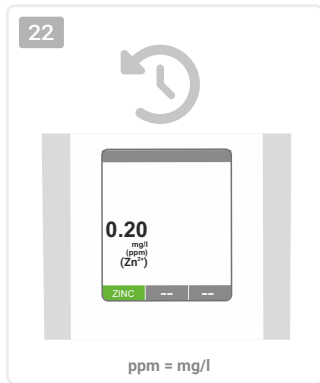 22
0.20
mg/l
(ppm)
(Zn²⁺)
ZINC -- --
ppm = mg/l